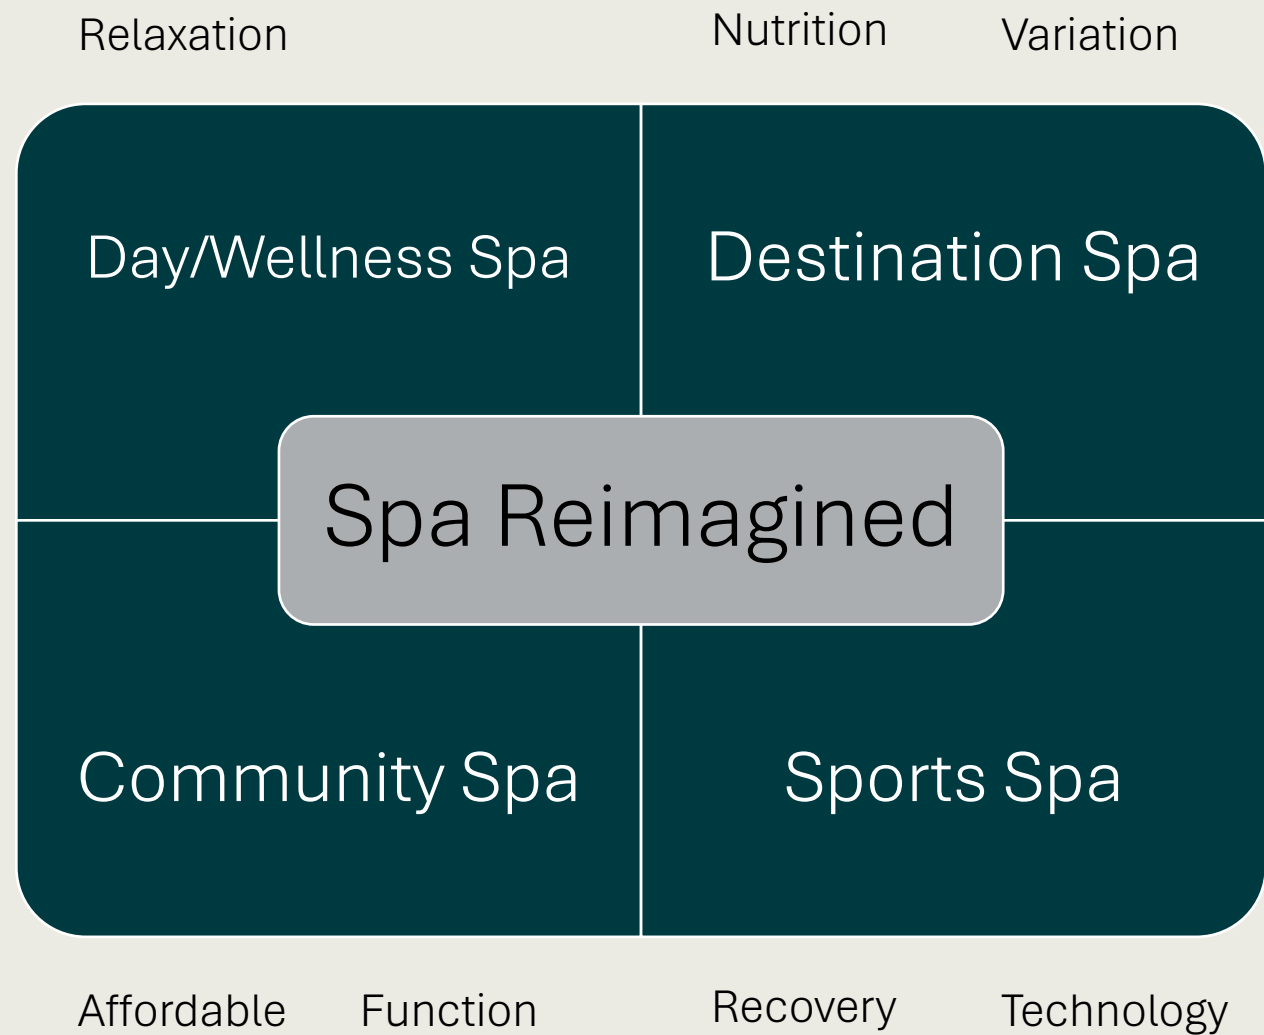 Relaxation
Nutrition
Variation
Day/Wellness Spa
Destination Spa
Spa Reimagined
Community Spa
Sports Spa
Affordable
Function
Recovery
Technology